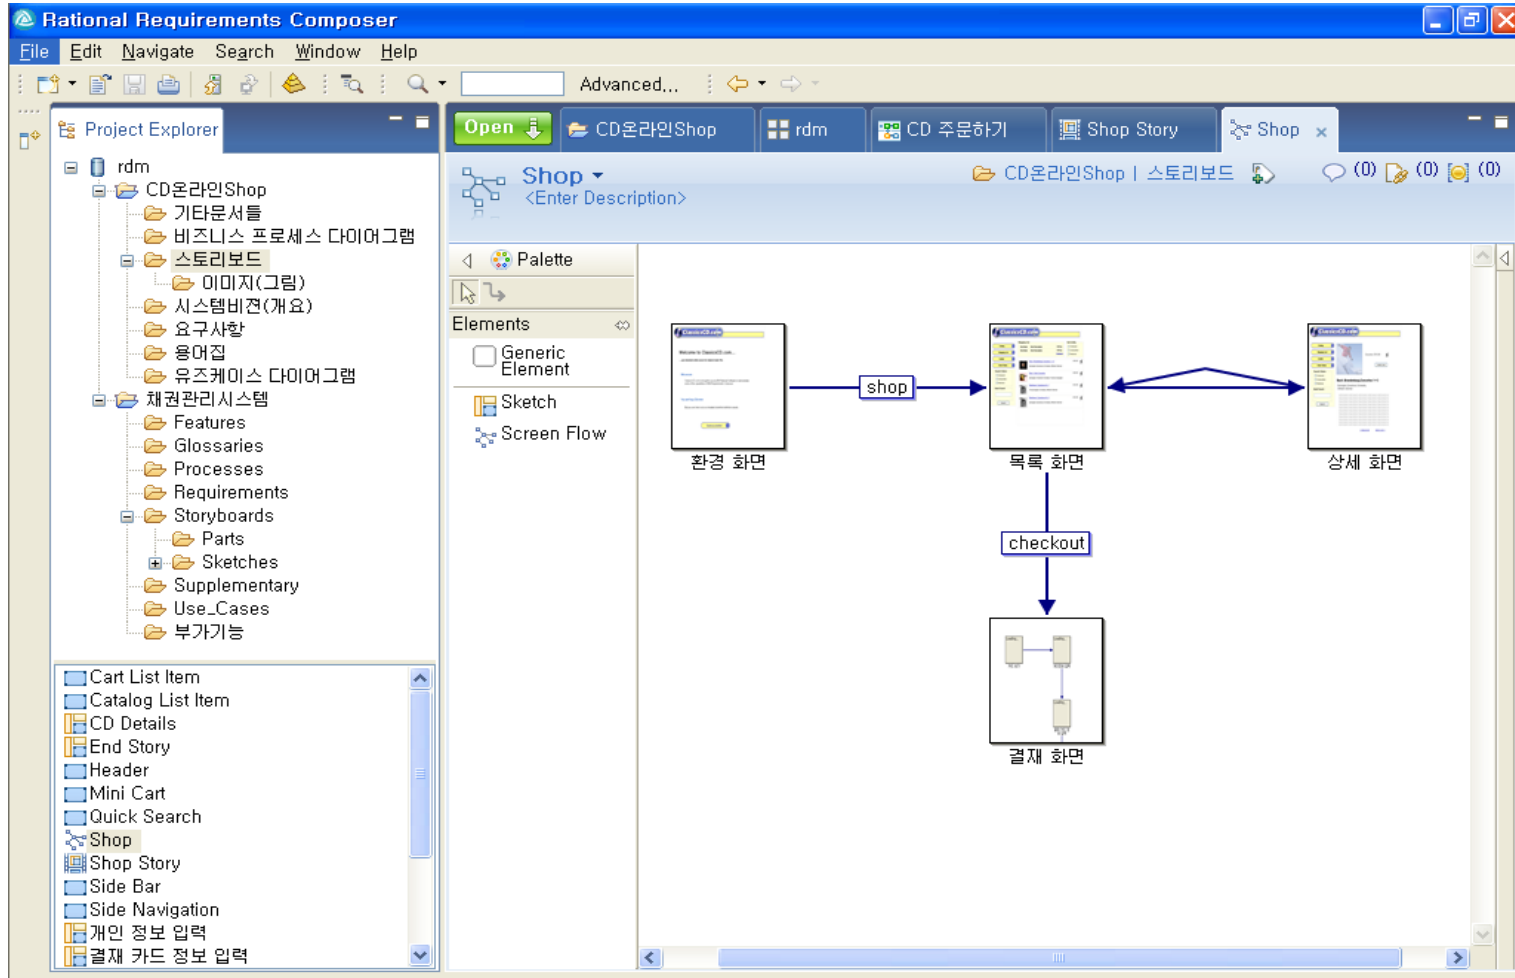 Rational Requirements Composer
File Edit Navigate Search Window Help
Advanced...
Project Explorer
Open CD온라인Shop rdm CD 주문하기 Shop Story Shop
Shop
<Enter Description>
CD온라인Shop | 스토리보드 (0) (0) (0)
rdm
CD온라인Shop
기타문서들
비즈니스 프로세스 다이어그램
스토리보드
이미지(그림)
시스템비젼(개요)
요구사항
용어집
유즈케이스 다이어그램
채권관리시스템
Features
Glossaries
Processes
Requirements
Storyboards
Parts
Sketches
Supplementary
Use_Cases
부가기능
Cart List Item
Catalog List Item
CD Details
End Story
Header
Mini Cart
Quick Search
Shop
Shop Story
Side Bar
Side Navigation
개인 정보 입력
결재 카드 정보 입력
Palette
Elements
Generic
Element
Sketch
Screen Flow
shop
환경 화면
목록 화면
상세 화면
checkout
결재 화면